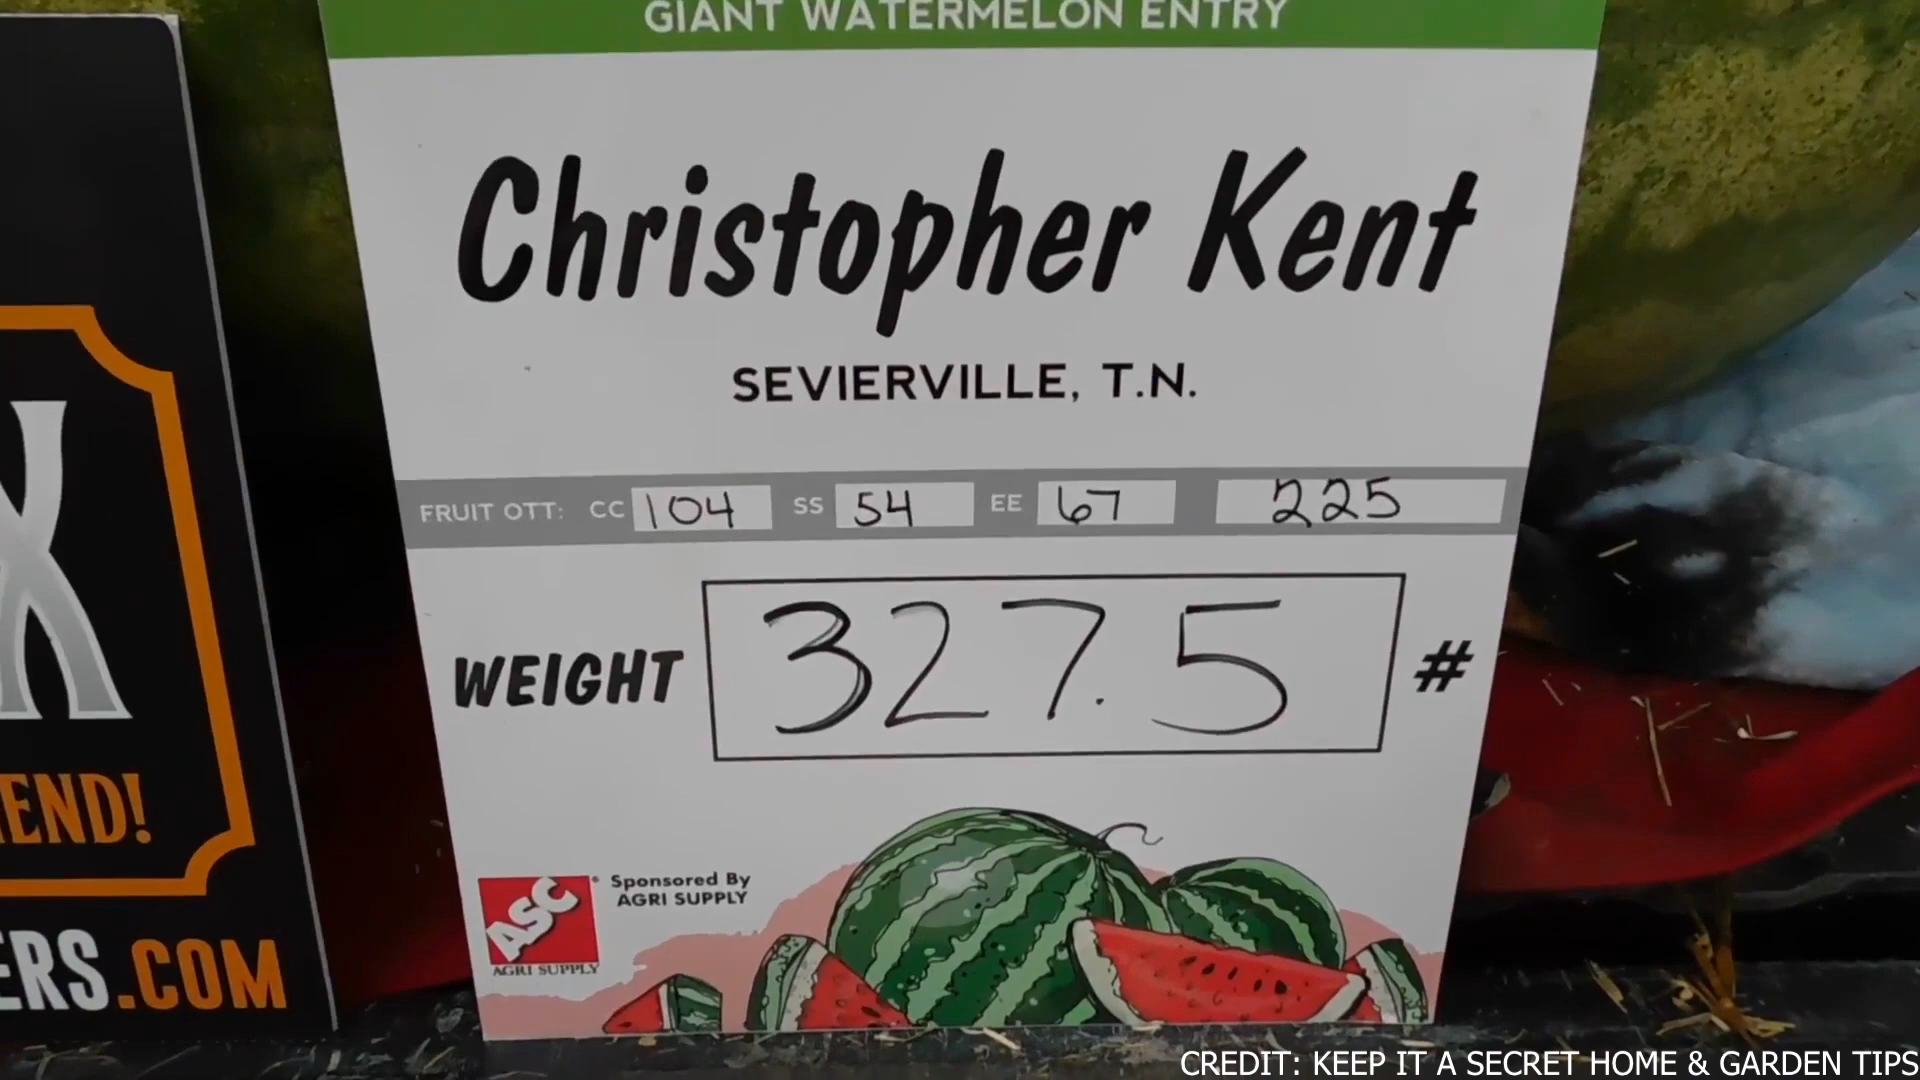 GIANT WATERMELON ENTRY
Christopher Kent
SEVIERVILLE, T.N.
FRUIT OTT: CC 104 SS 54 EE 67 225
WEIGHT 327.5 #
ASC
AGRI SUPPLY
Sponsored By
AGRI SUPPLY
X
END!
ERS.COM
CREDIT: KEEP IT A SECRET HOME & GARDEN TIPS